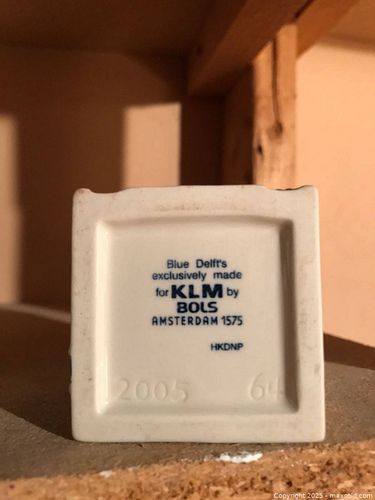 Blue Delft's
exclusively made
for KLM by
BOLS
AMSTERDAM 1575
HKDNP
2005 64
Copyright 2025 - maxsold.com